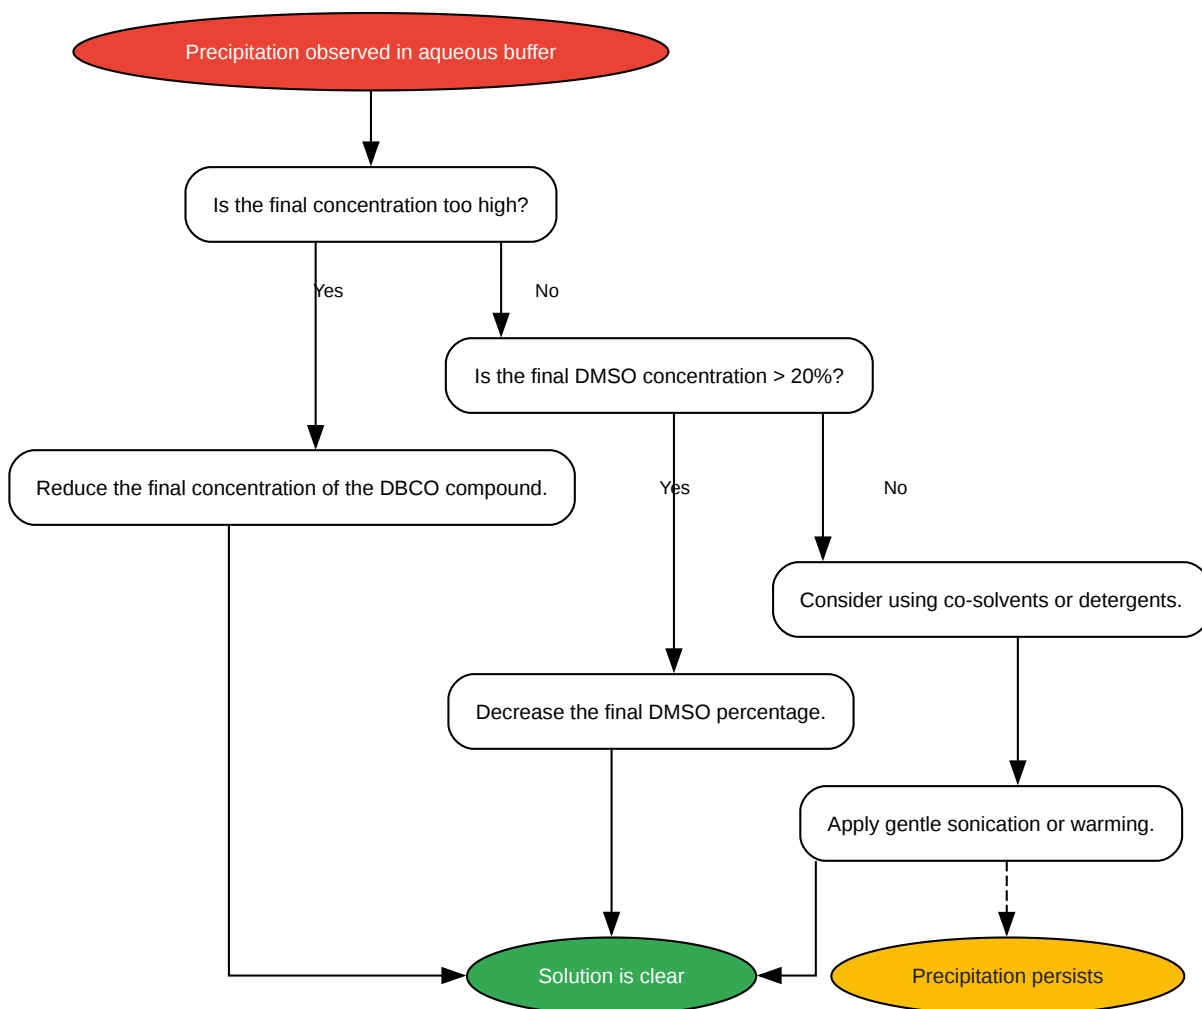 Precipitation observed in aqueous buffer
Is the final concentration too high?
Yes
No
Is the final DMSO concentration > 20%?
Reduce the final concentration of the DBCO compound.
Yes
No
Consider using co-solvents or detergents.
Decrease the final DMSO percentage.
Apply gentle sonication or warming.
Solution is clear
Precipitation persists